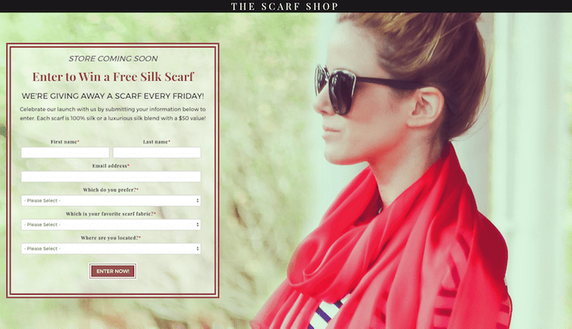 THE SCARF SHOP
STORE COMING SOON
Enter to Win a Free Silk Scarf
WE'RE GIVING AWAY A SCARF EVERY FRIDAY!
Celebrate our launch with us by submitting your information below to
enter. Each scarf is 100% silk or a luxurious silk blend with a $50 value!
First name* Last name*
Email address*
Which do you prefer?*
- Please Select -
Which is your favorite scarf fabric?*
- Please Select -
Where are you located?*
- Please Select -
ENTER NOW!